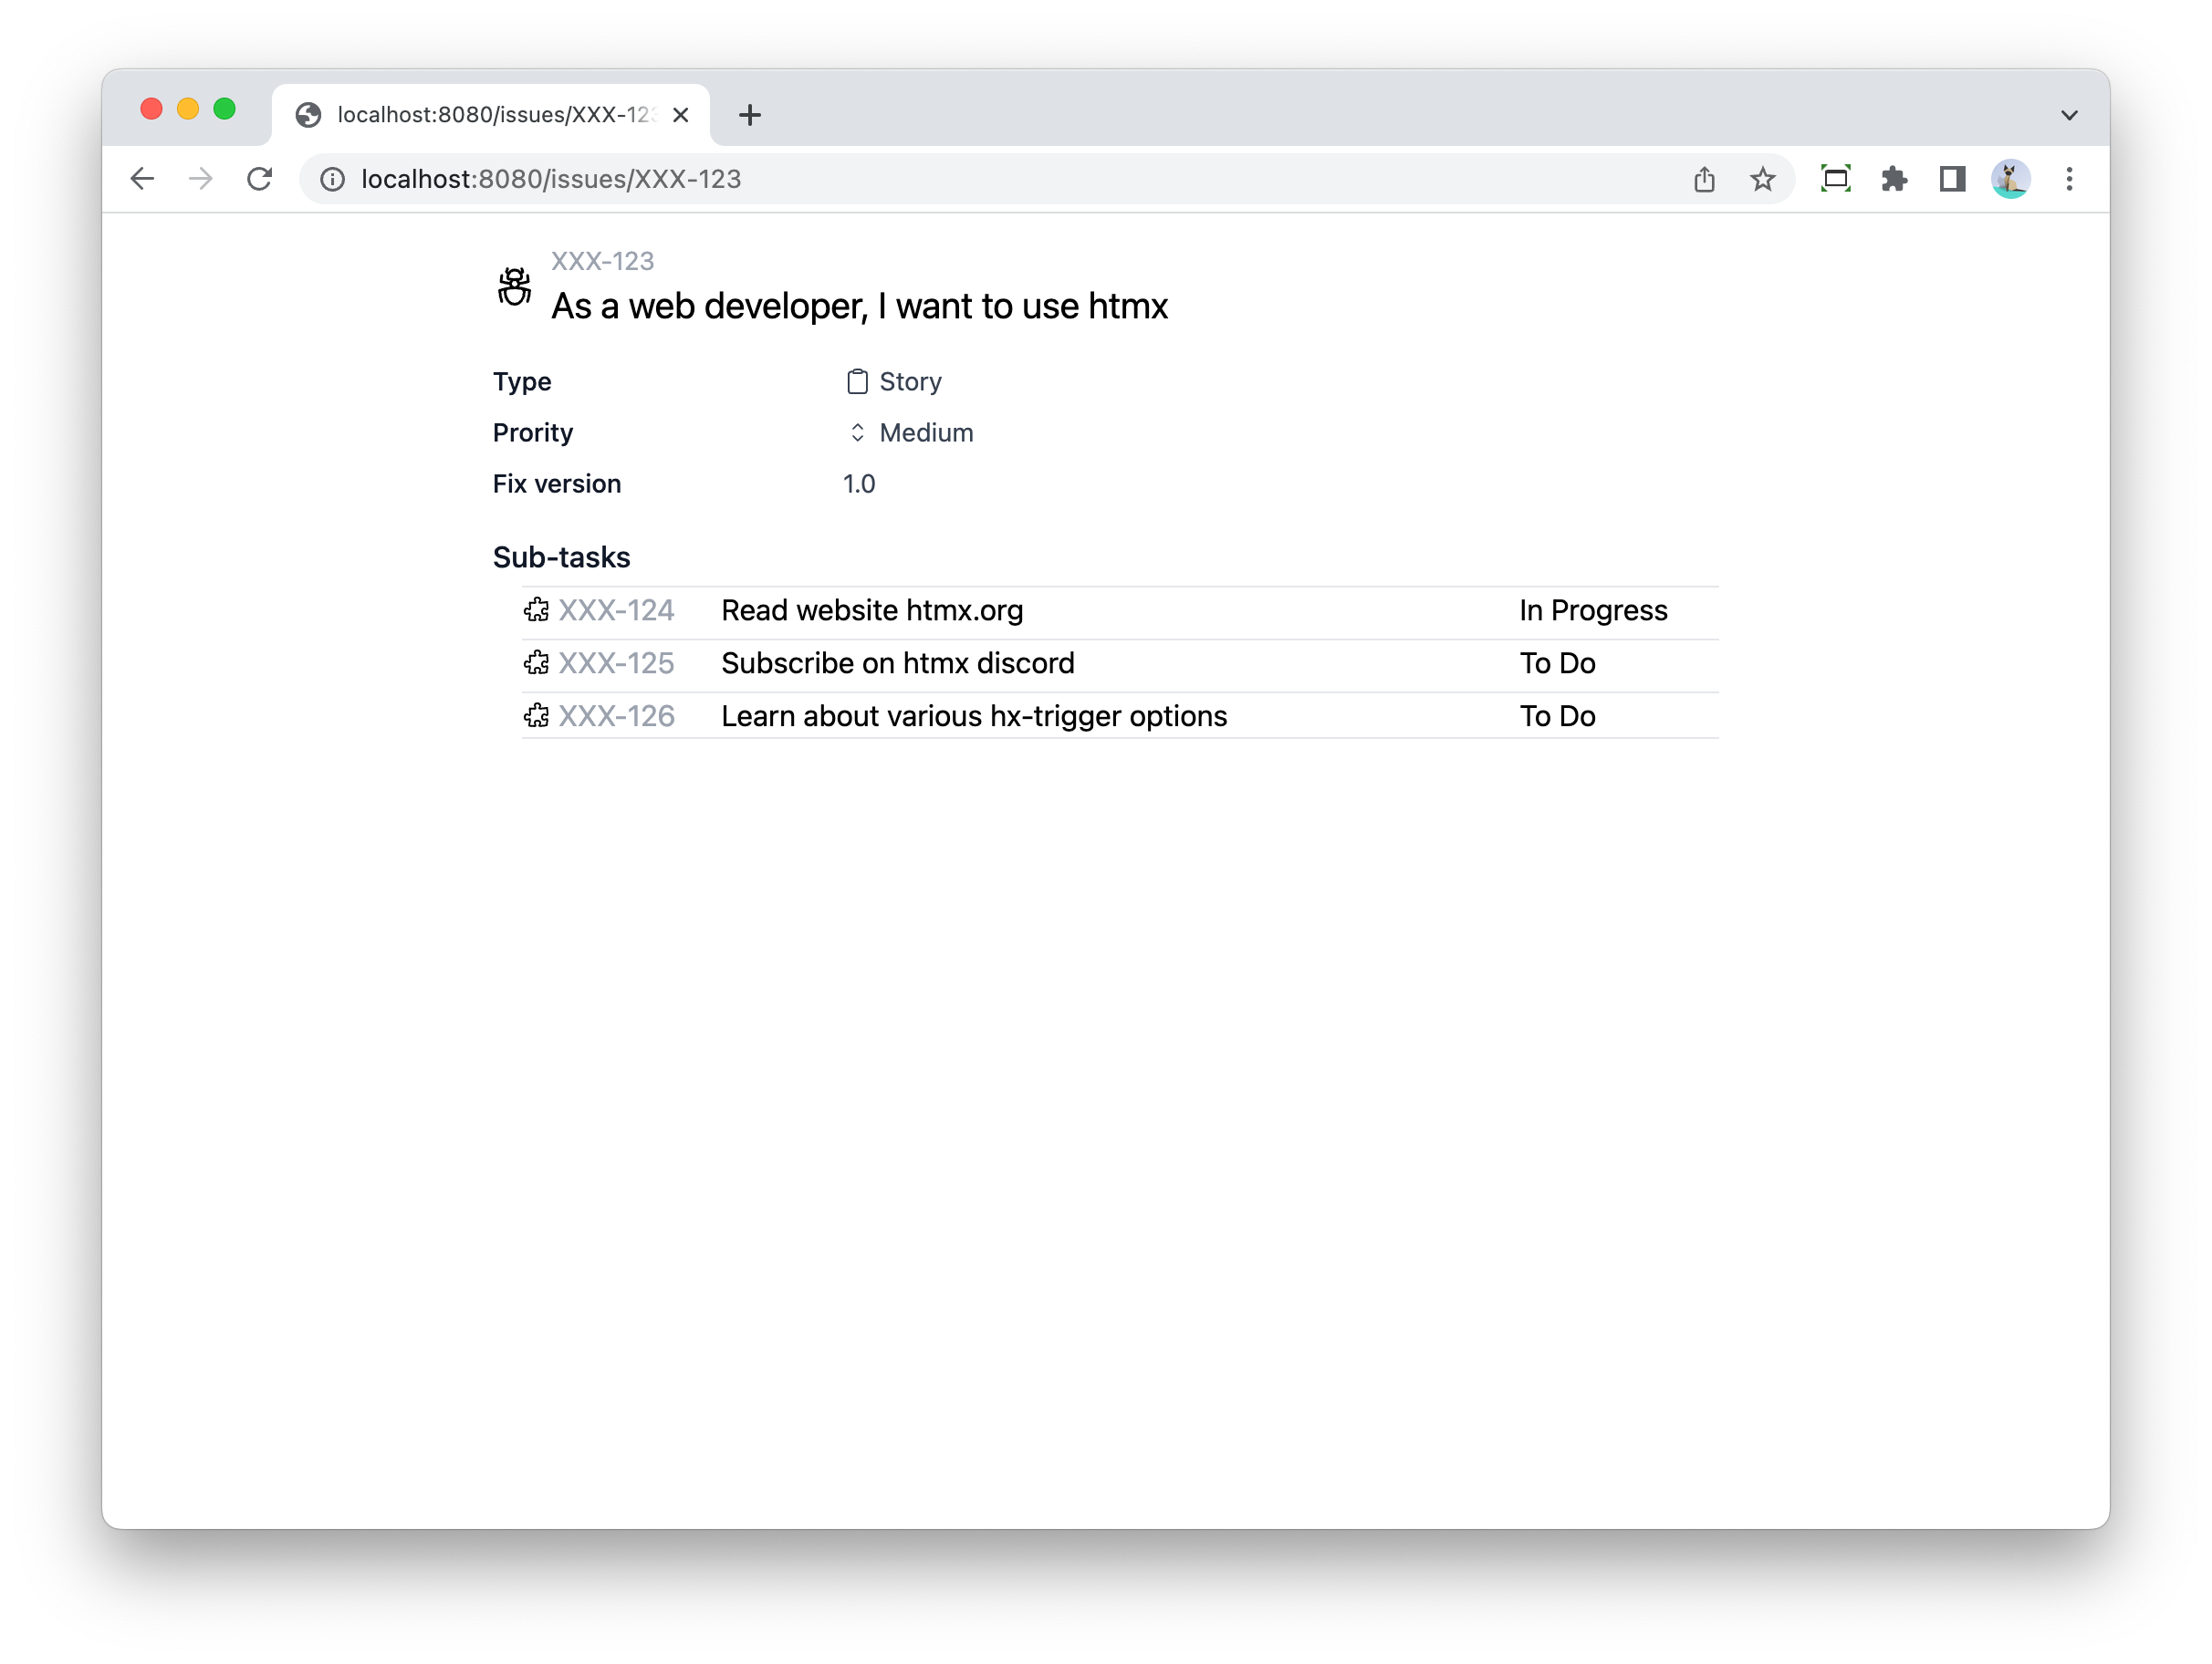 localhost:8080/issues/XXX-123
localhost:8080/issues/XXX-123
XXX-123
As a web developer, I want to use htmx
Type Story
Prority Medium
Fix version 1.0
Sub-tasks
XXX-124 Read website htmx.org In Progress
XXX-125 Subscribe on htmx discord To Do
XXX-126 Learn about various hx-trigger options To Do